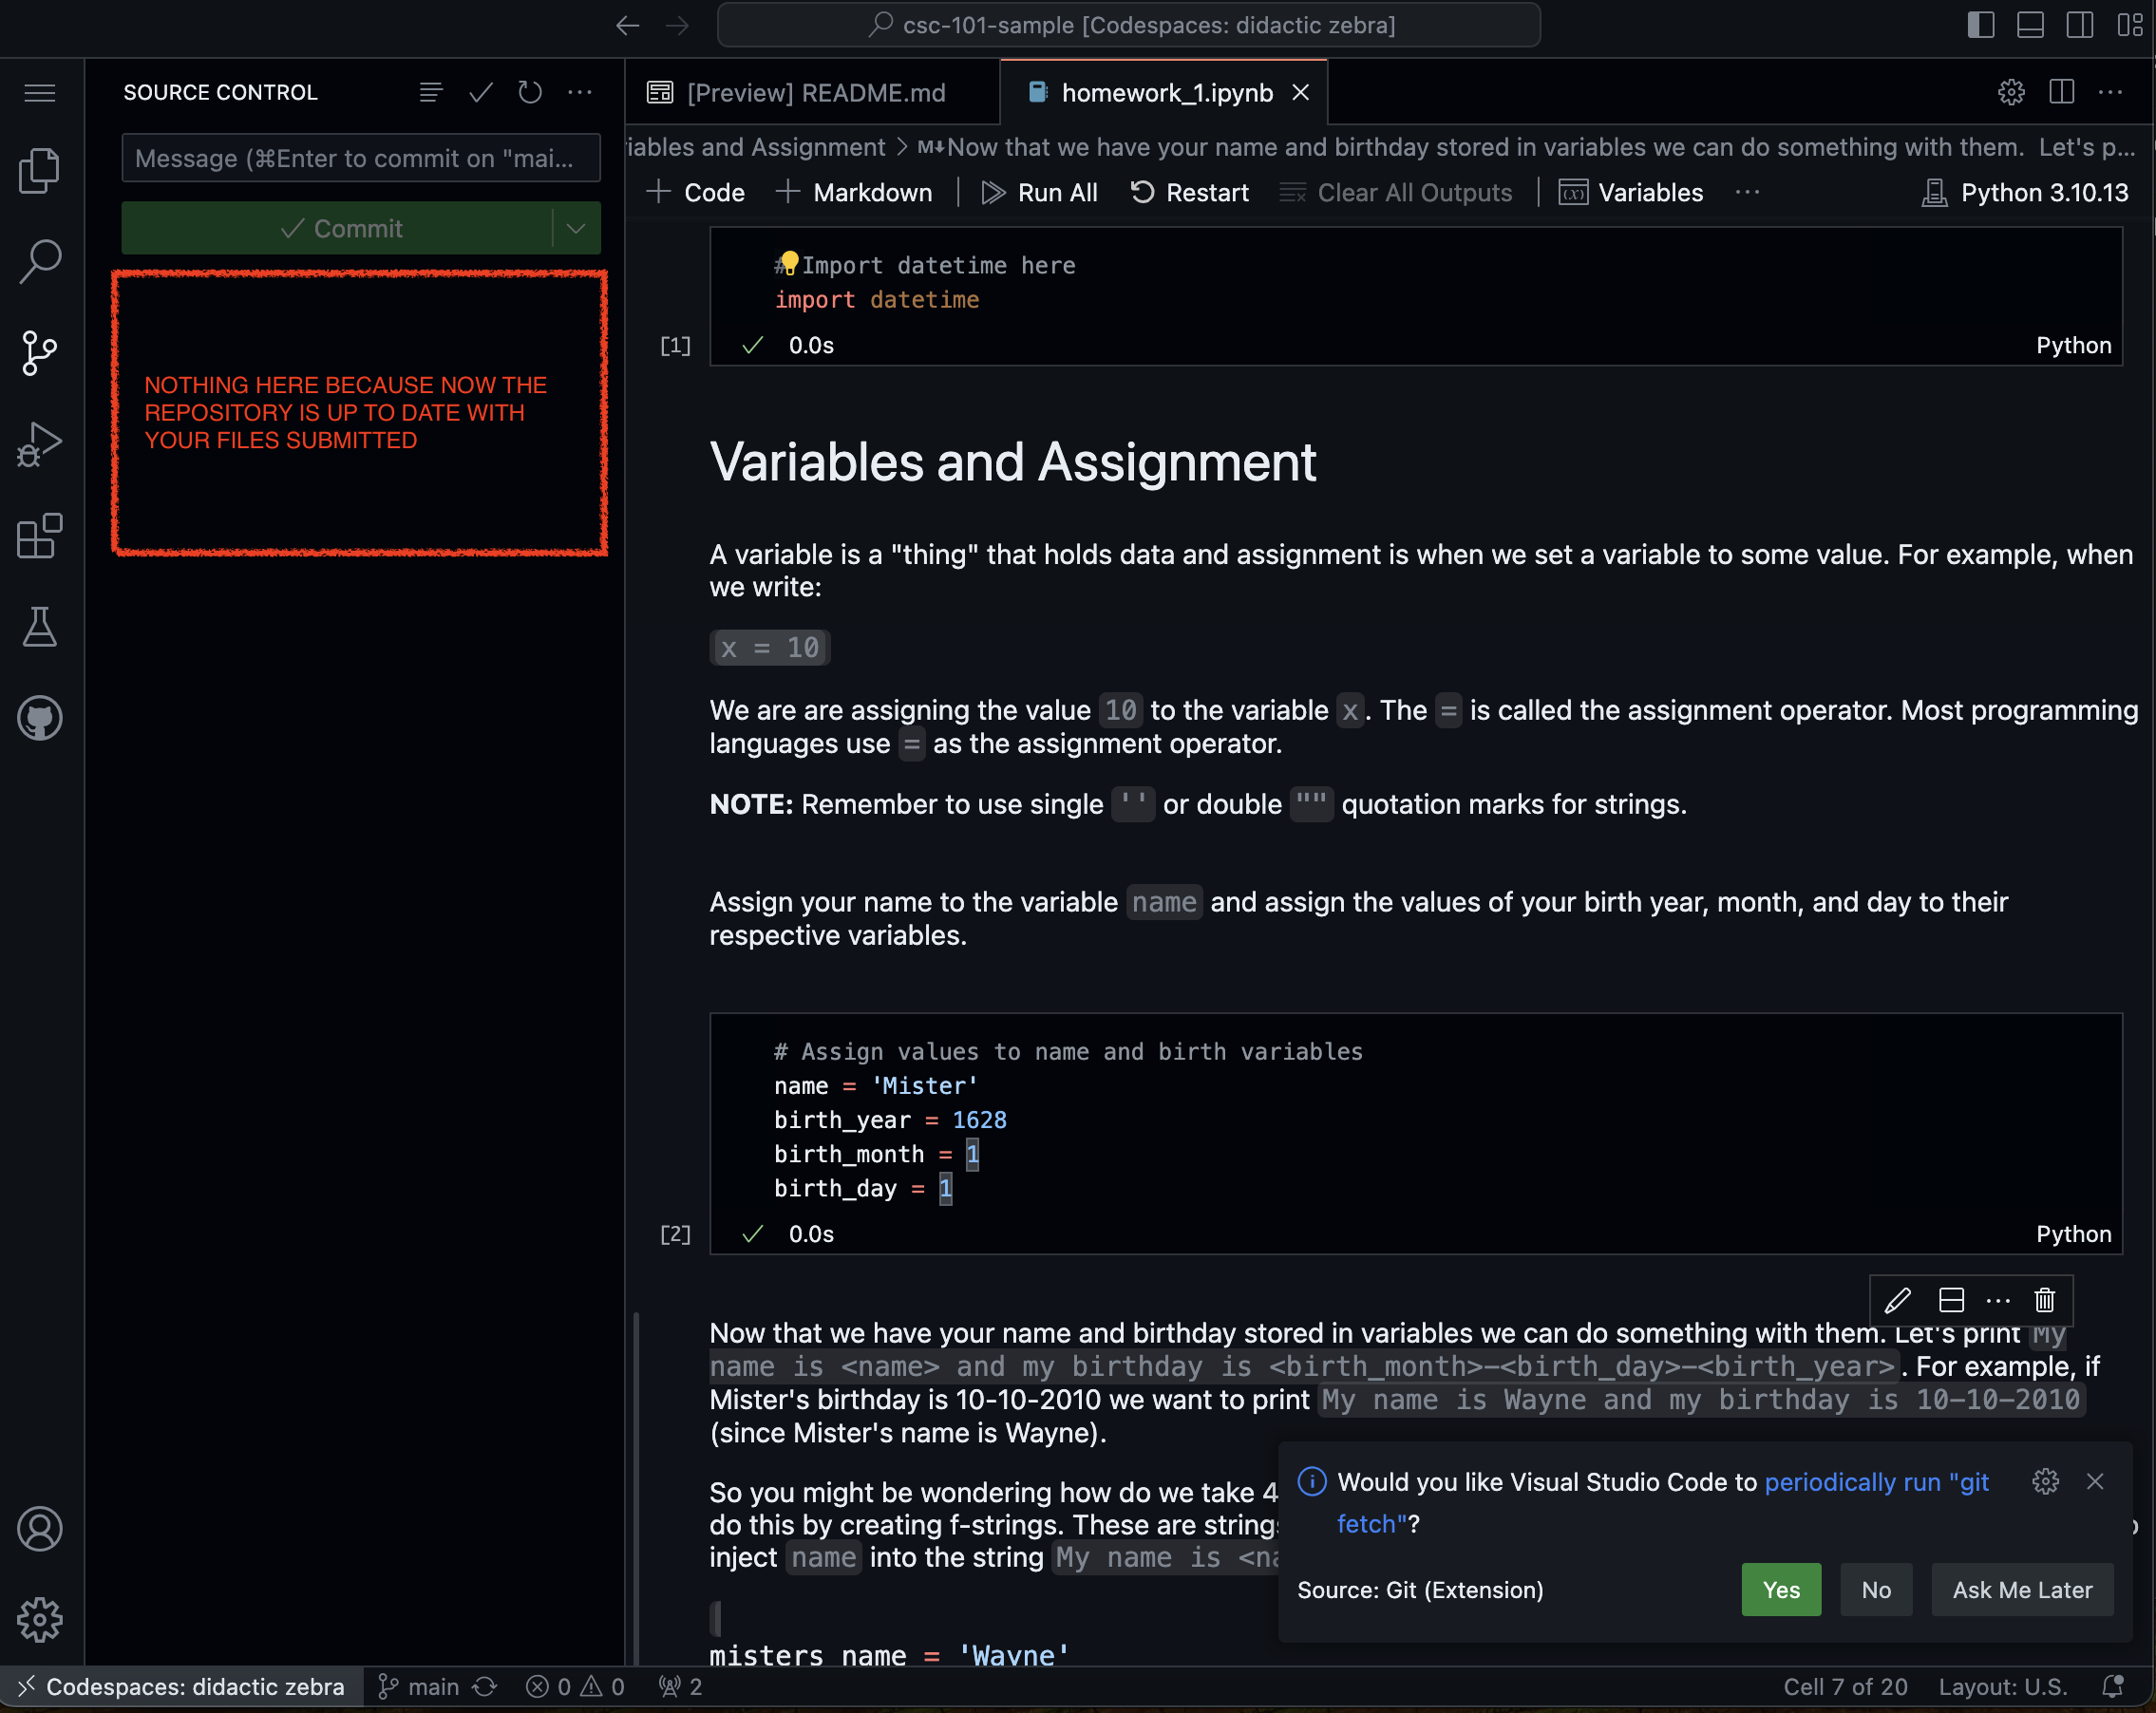 csc-101-sample [Codespaces: didactic zebra]
SOURCE CONTROL
Message (⌘Enter to commit on "mai...
Commit
NOTHING HERE BECAUSE NOW THE
REPOSITORY IS UP TO DATE WITH
YOUR FILES SUBMITTED
[Preview] README.md
homework_1.ipynb
iables and Assignment > M↓Now that we have your name and birthday stored in variables we can do something with them. Let's p...
+ Code + Markdown | Run All Restart Clear All Outputs | Variables ... Python 3.10.13
# Import datetime here
import datetime
[1] ✓ 0.0s Python
Variables and Assignment
A variable is a "thing" that holds data and assignment is when we set a variable to some value. For example, when
we write:
x = 10
We are are assigning the value 10 to the variable x. The = is called the assignment operator. Most programming
languages use = as the assignment operator.
NOTE: Remember to use single '' or double "" quotation marks for strings.
Assign your name to the variable name and assign the values of your birth year, month, and day to their
respective variables.
# Assign values to name and birth variables
name = 'Mister'
birth_year = 1628
birth_month = 1
birth_day = 1
[2] ✓ 0.0s Python
Now that we have your name and birthday stored in variables we can do something with them. Let's print My
name is <name> and my birthday is <birth_month>-<birth_day>-<birth_year>. For example, if
Mister's birthday is 10-10-2010 we want to print My name is Wayne and my birthday is 10-10-2010
(since Mister's name is Wayne).
So you might be wondering how do we take 4
do this by creating f-strings. These are strings
inject name into the string My name is <na
misters_name = 'Wayne'
Would you like Visual Studio Code to periodically run "git
fetch"?
Source: Git (Extension)
Yes No Ask Me Later
Codespaces: didactic zebra main 0 0 2 Cell 7 of 20 Layout: U.S.